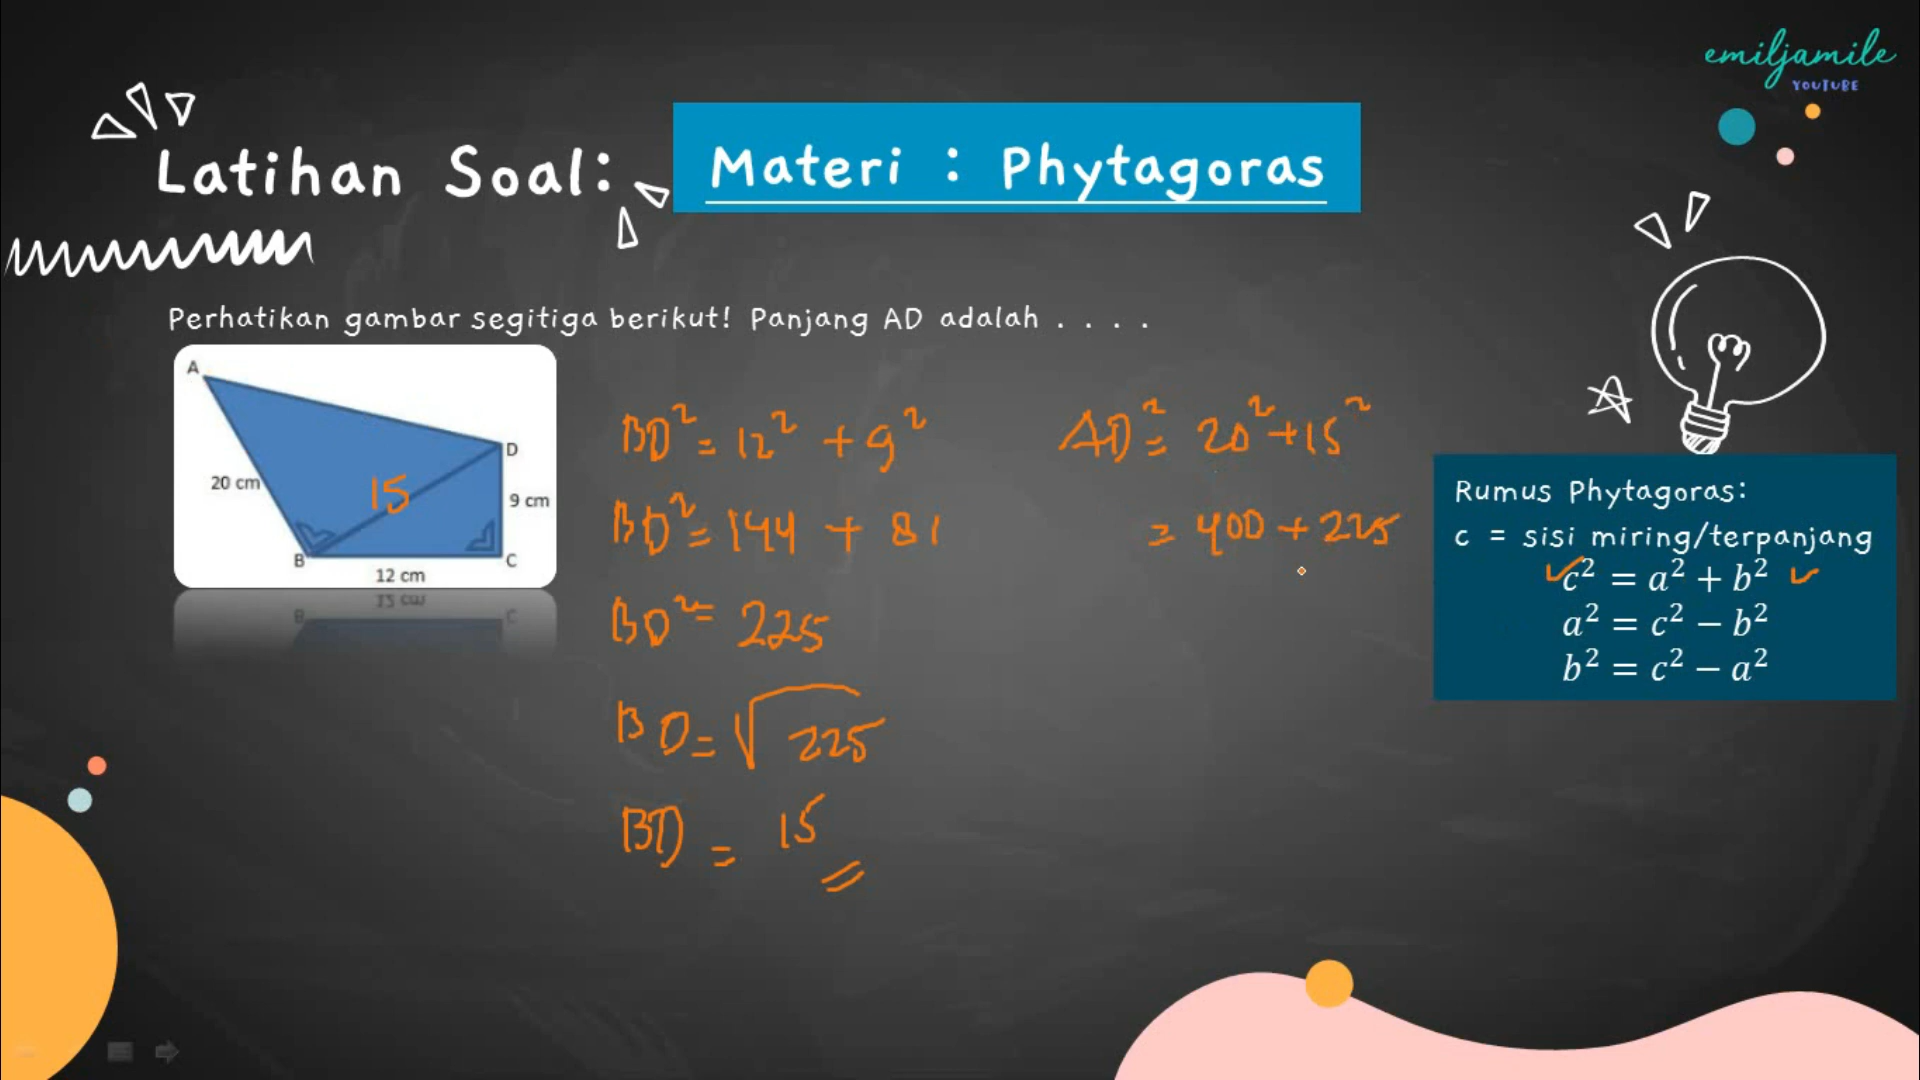 emiljamile
YOUTUBE
Latihan Soal:
Materi : Phytagoras
Perhatikan gambar segitiga berikut! Panjang AD adalah . . . .
A
D
20 cm
15
9 cm
B
C
12 cm
BD² = 12² + 9²
BD² = 144 + 81
BD² = 225
BD = √225
BD = 15
AD² = 20² + 15²
= 400 + 225
Rumus Phytagoras:
c = sisi miring/terpanjang
c² = a² + b²
a² = c² − b²
b² = c² − a²